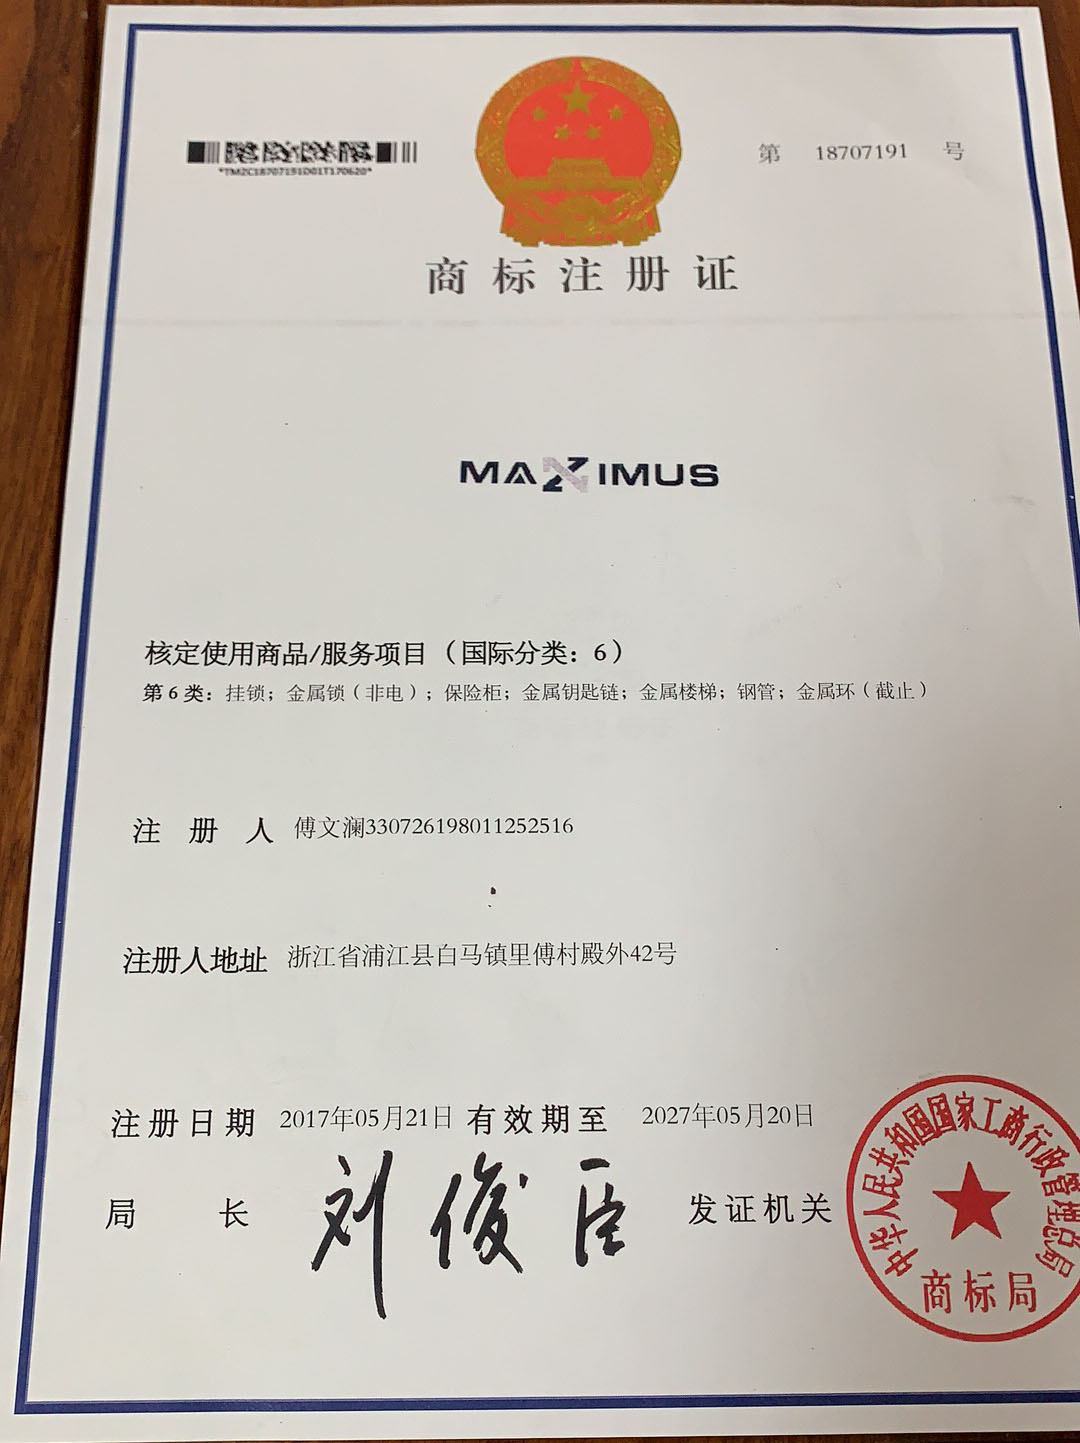 *TMZC18707191D01T170620*
第 18707191 号
商标注册证
MAXIMUS
核定使用商品/服务项目（国际分类：6）
第6类：挂锁；金属锁（非电）；保险柜；金属钥匙链；金属楼梯；钢管；金属环（截止）
注册人 傅文澜330726198011252516
注册人地址 浙江省浦江县白马镇里傅村殿外42号
注册日期 2017年05月21日 有效期至 2027年05月20日
局长 刘俊臣 发证机关
中华人民共和国国家工商行政管理总局
商标局